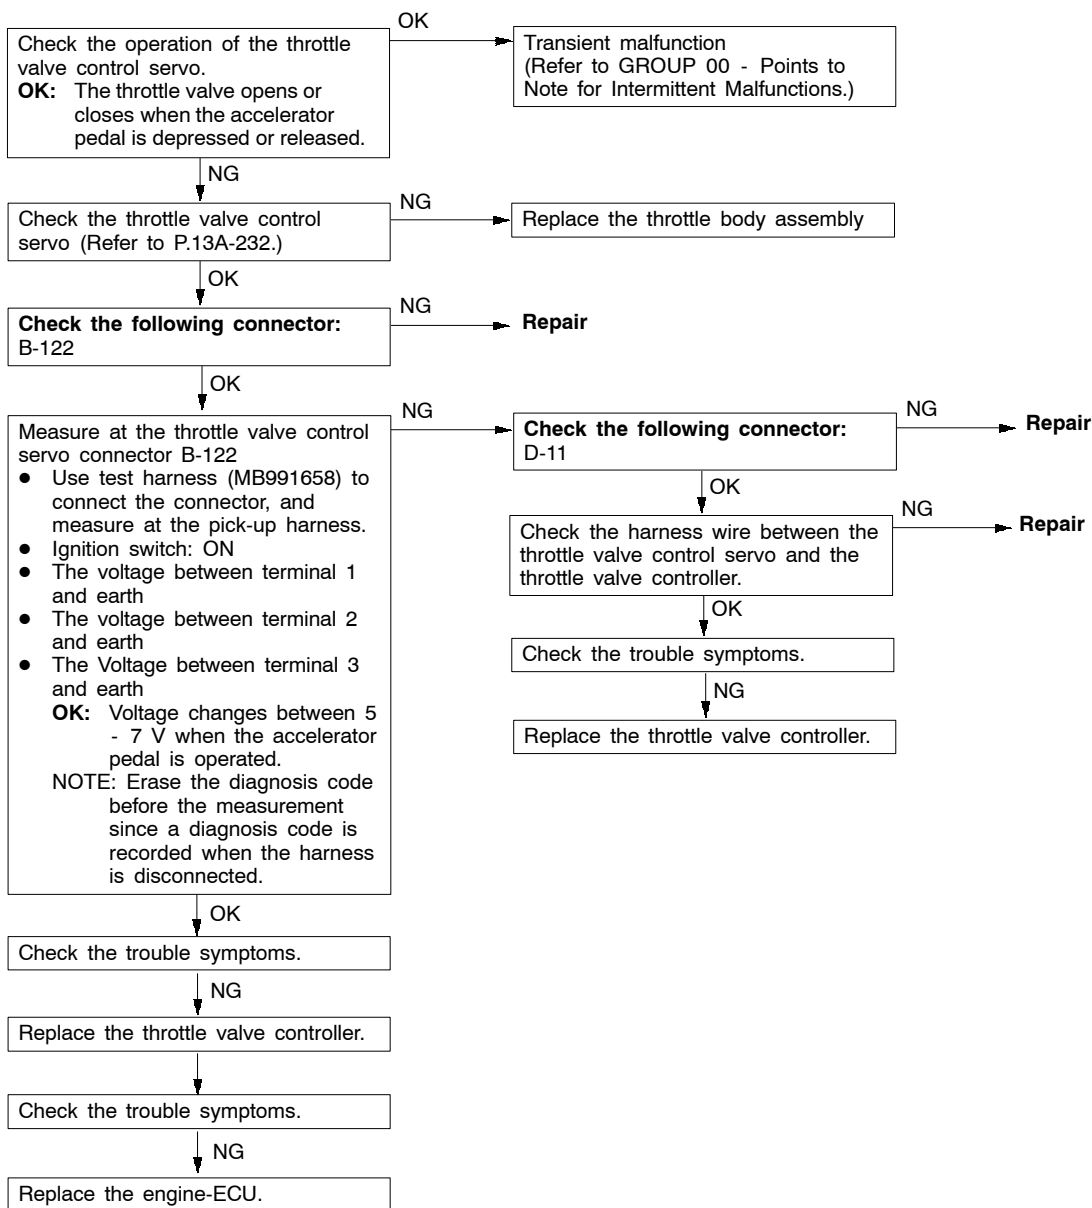 OK
Check the operation of the throttle
valve control servo.
OK: The throttle valve opens or
closes when the accelerator
pedal is depressed or released.
Transient malfunction
(Refer to GROUP 00 - Points to
Note for Intermittent Malfunctions.)
NG
Check the throttle valve control
servo (Refer to P.13A-232.)
NG
Replace the throttle body assembly
OK
Check the following connector:
B-122
NG
Repair
OK
Measure at the throttle valve control
servo connector B-122
● Use test harness (MB991658) to
connect the connector, and
measure at the pick-up harness.
● Ignition switch: ON
● The voltage between terminal 1
and earth
● The voltage between terminal 2
and earth
● The Voltage between terminal 3
and earth
OK: Voltage changes between 5
- 7 V when the accelerator
pedal is operated.
NOTE: Erase the diagnosis code
before the measurement
since a diagnosis code is
recorded when the harness
is disconnected.
NG
Check the following connector:
D-11
NG
Repair
OK
Check the harness wire between the
throttle valve control servo and the
throttle valve controller.
NG
Repair
OK
Check the trouble symptoms.
NG
Replace the throttle valve controller.
OK
Check the trouble symptoms.
NG
Replace the throttle valve controller.
Check the trouble symptoms.
NG
Replace the engine-ECU.